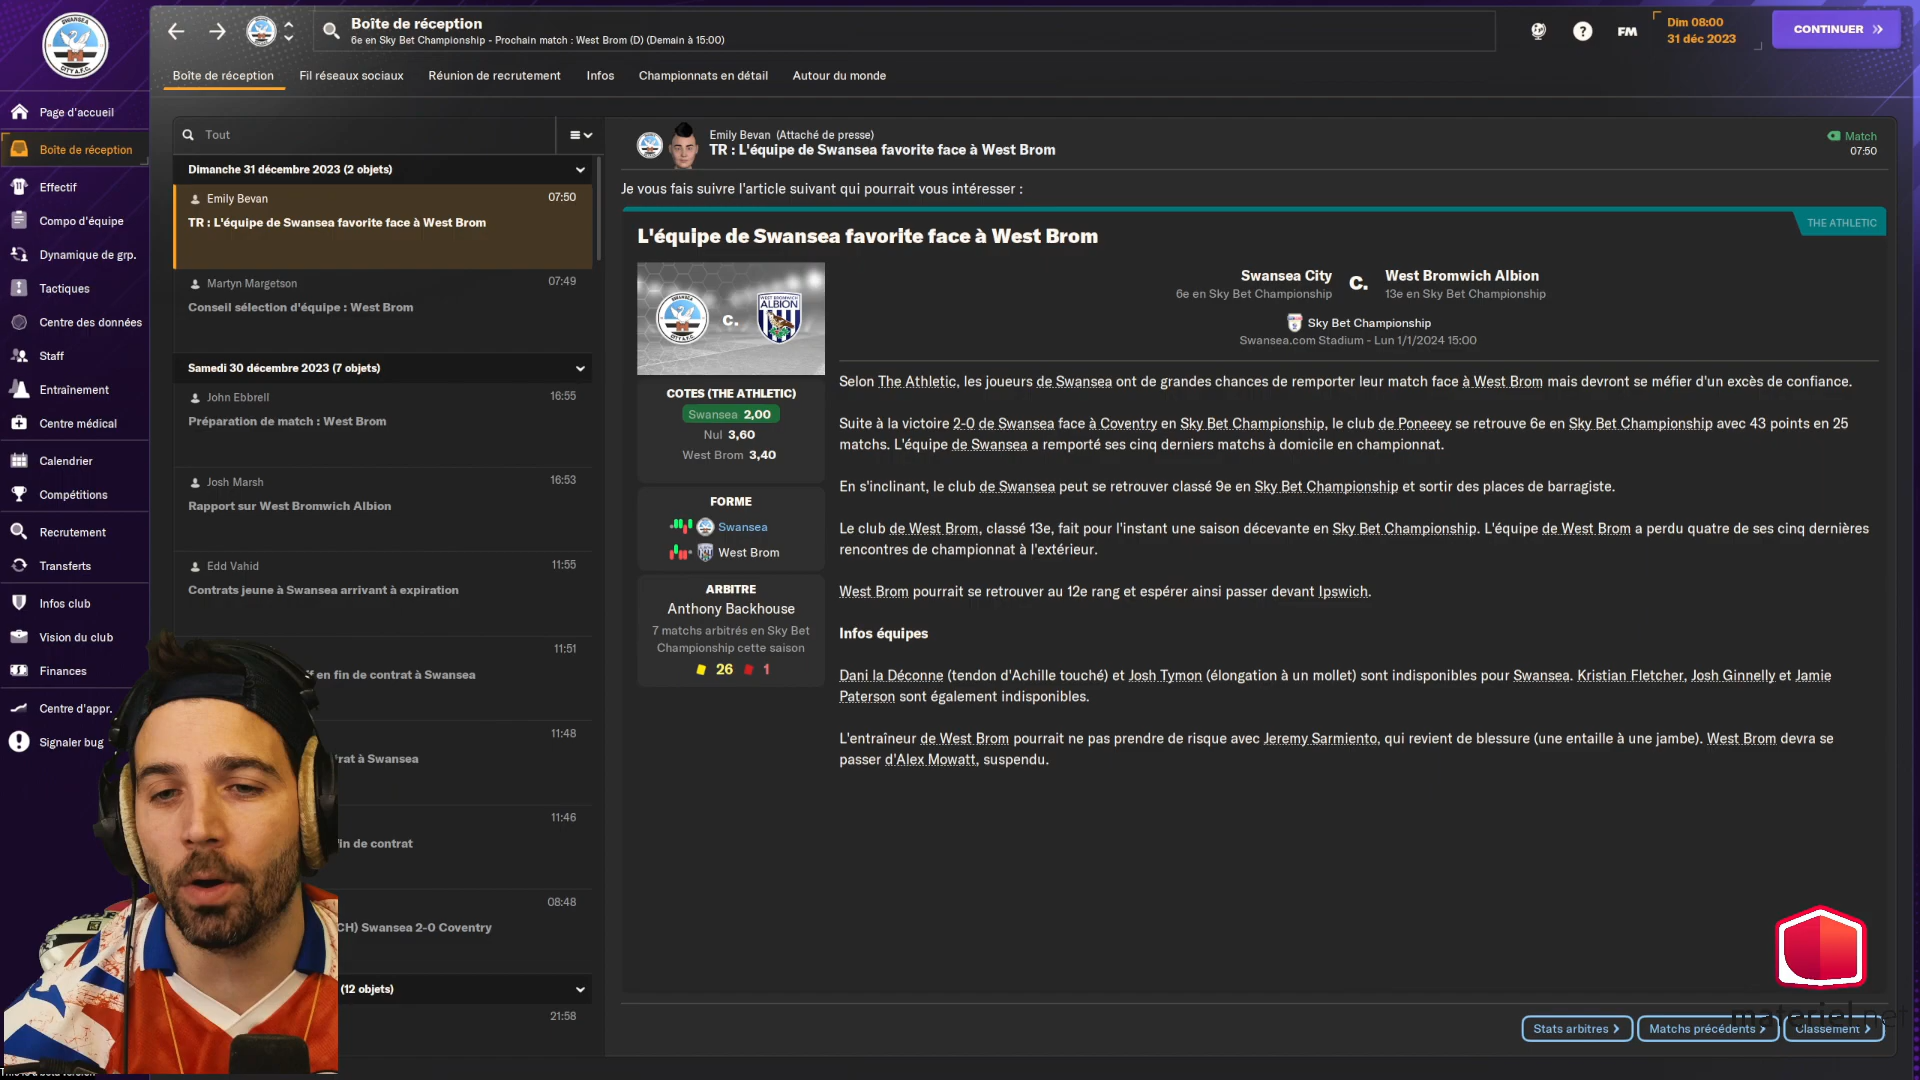 Boîte de réception
6e en Sky Bet Championship - Prochain match : West Brom (D) (Demain à 15:00)
FM
Dim 08:00
31 déc 2023
CONTINUER
Boîte de réception
Fil réseaux sociaux
Réunion de recrutement
Infos
Championnats en détail
Autour du monde
Page d'accueil
Boîte de réception
Effectif
Compo d'équipe
Dynamique de grp.
Tactiques
Centre des données
Staff
Entraînement
Centre médical
Calendrier
Compétitions
Recrutement
Transferts
Infos club
Vision du club
Finances
Centre d'appr.
Signaler bug
Tout
Dimanche 31 décembre 2023 (2 objets)
Emily Bevan 07:50
TR : L'équipe de Swansea favorite face à West Brom
Martyn Margetson 07:49
Conseil sélection d'équipe : West Brom
Samedi 30 décembre 2023 (7 objets)
John Ebbrell 16:55
Préparation de match : West Brom
Josh Marsh 16:53
Rapport sur West Bromwich Albion
Edd Vahid 11:55
Contrats jeune à Swansea arrivant à expiration
11:51
en fin de contrat à Swansea
11:48
rat à Swansea
11:46
fin de contrat
08:48
CH) Swansea 2-0 Coventry
(12 objets)
21:58
Emily Bevan (Attaché de presse)
TR : L'équipe de Swansea favorite face à West Brom
Match
07:50
Je vous fais suivre l'article suivant qui pourrait vous intéresser :
THE ATHLETIC
L'équipe de Swansea favorite face à West Brom
SWANSEA
CITY A.F.C.
c.
WEST BROMWICH
ALBION
Swansea City c. West Bromwich Albion
6e en Sky Bet Championship 13e en Sky Bet Championship
Sky Bet Championship
Swansea.com Stadium - Lun 1/1/2024 15:00
COTES (THE ATHLETIC)
Swansea 2,00
Nul 3,60
West Brom 3,40
FORME
Swansea
West Brom
ARBITRE
Anthony Backhouse
7 matchs arbitrés en Sky Bet
Championship cette saison
26 1
Selon The Athletic, les joueurs de Swansea ont de grandes chances de remporter leur match face à West Brom mais devront se méfier d'un excès de confiance.
Suite à la victoire 2-0 de Swansea face à Coventry en Sky Bet Championship, le club de Poneeey se retrouve 6e en Sky Bet Championship avec 43 points en 25
matchs. L'équipe de Swansea a remporté ses cinq derniers matchs à domicile en championnat.
En s'inclinant, le club de Swansea peut se retrouver classé 9e en Sky Bet Championship et sortir des places de barragiste.
Le club de West Brom, classé 13e, fait pour l'instant une saison décevante en Sky Bet Championship. L'équipe de West Brom a perdu quatre de ses cinq dernières
rencontres de championnat à l'extérieur.
West Brom pourrait se retrouver au 12e rang et espérer ainsi passer devant Ipswich.
Infos équipes
Dani la Déconne (tendon d'Achille touché) et Josh Tymon (élongation à un mollet) sont indisponibles pour Swansea. Kristian Fletcher, Josh Ginnelly et Jamie
Paterson sont également indisponibles.
L'entraîneur de West Brom pourrait ne pas prendre de risque avec Jeremy Sarmiento, qui revient de blessure (une entaille à une jambe). West Brom devra se
passer d'Alex Mowatt, suspendu.
Stats arbitres
Matchs précédents
Classement
materiel.net